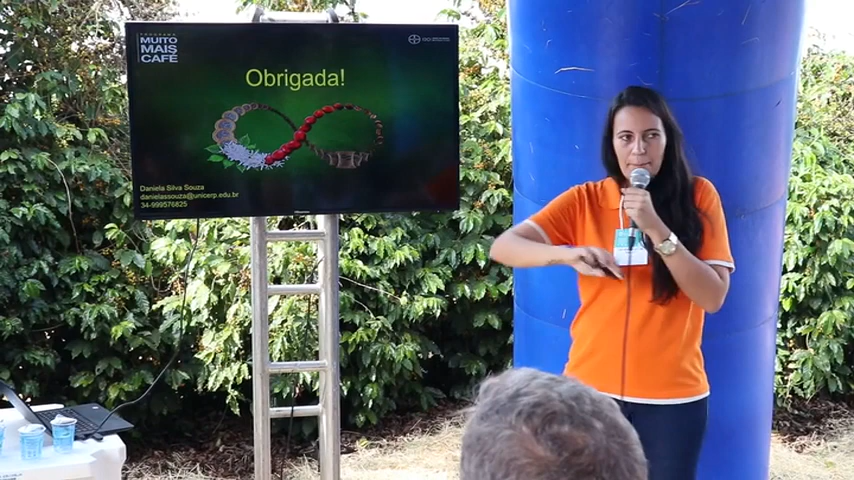 PROGRAMA
MUITO
MAIS
CAFÉ
Obrigada!
Daniela Silva Souza
danielassouza@unicerp.edu.br
34-999576825